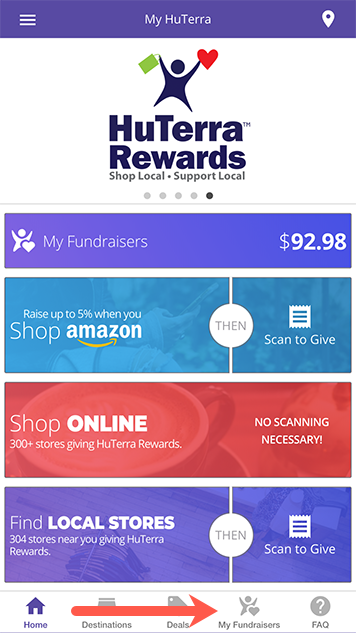 My HuTerra
HuTerra™
Rewards
Shop Local • Support Local
My Fundraisers $92.98
Raise up to 5% when you
Shop amazon
THEN
Scan to Give
Shop ONLINE
300+ stores giving HuTerra Rewards.
NO SCANNING
NECESSARY!
Find LOCAL STORES
304 stores near you giving HuTerra
Rewards.
THEN
Scan to Give
Home Destinations Deals My Fundraisers FAQ